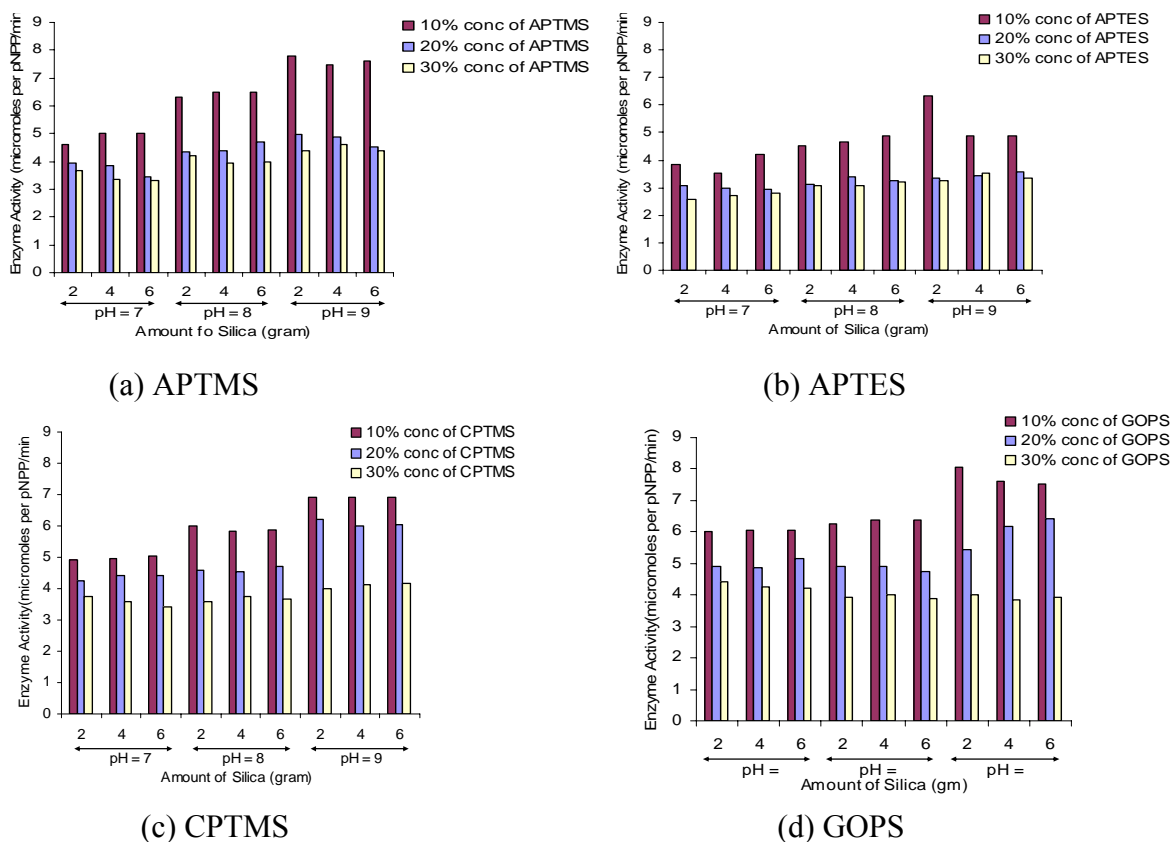 Enzyme Activity (micromoles per pNPP/min
9
8
7
6
5
4
3
2
1
0
10% conc of APTMS
20% conc of APTMS
30% conc of APTMS
2 4 6 2 4 6 2 4 6
pH = 7 pH = 8 pH = 9
Amount fo Silica (gram)
(a) APTMS
Enzyme Activity (micromoles per pNPP/min)
9
8
7
6
5
4
3
2
1
0
10% conc of APTES
20% conc of APTES
30% conc of APTES
2 4 6 2 4 6 2 4 6
pH = 7 pH = 8 pH = 9
Amount of Silica (gram)
(b) APTES
Enzyme Activity(micromoles per pNPP/min
9
8
7
6
5
4
3
2
1
0
10% conc of CPTMS
20% conc of CPTMS
30% conc of CPTMS
2 4 6 2 4 6 2 4 6
pH = 7 pH = 8 pH = 9
Amount of Silica (gram)
(c) CPTMS
Enzyme Activity(micromoles per pNPP/min)
9
8
7
6
5
4
3
2
1
0
10% conc of GOPS
20% conc of GOPS
30% conc of GOPS
2 4 6 2 4 6 2 4 6
pH = pH = pH =
Amount of Silica (gm)
(d) GOPS